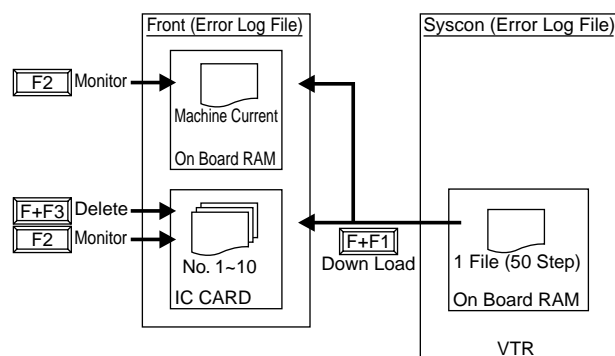 Front (Error Log File)
F2 Monitor
Machine Current
On Board RAM
F+F3 Delete
F2 Monitor
No. 1~10
IC CARD
F+F1
Down Load
Syscon (Error Log File)
1 File (50 Step)
On Board RAM
VTR